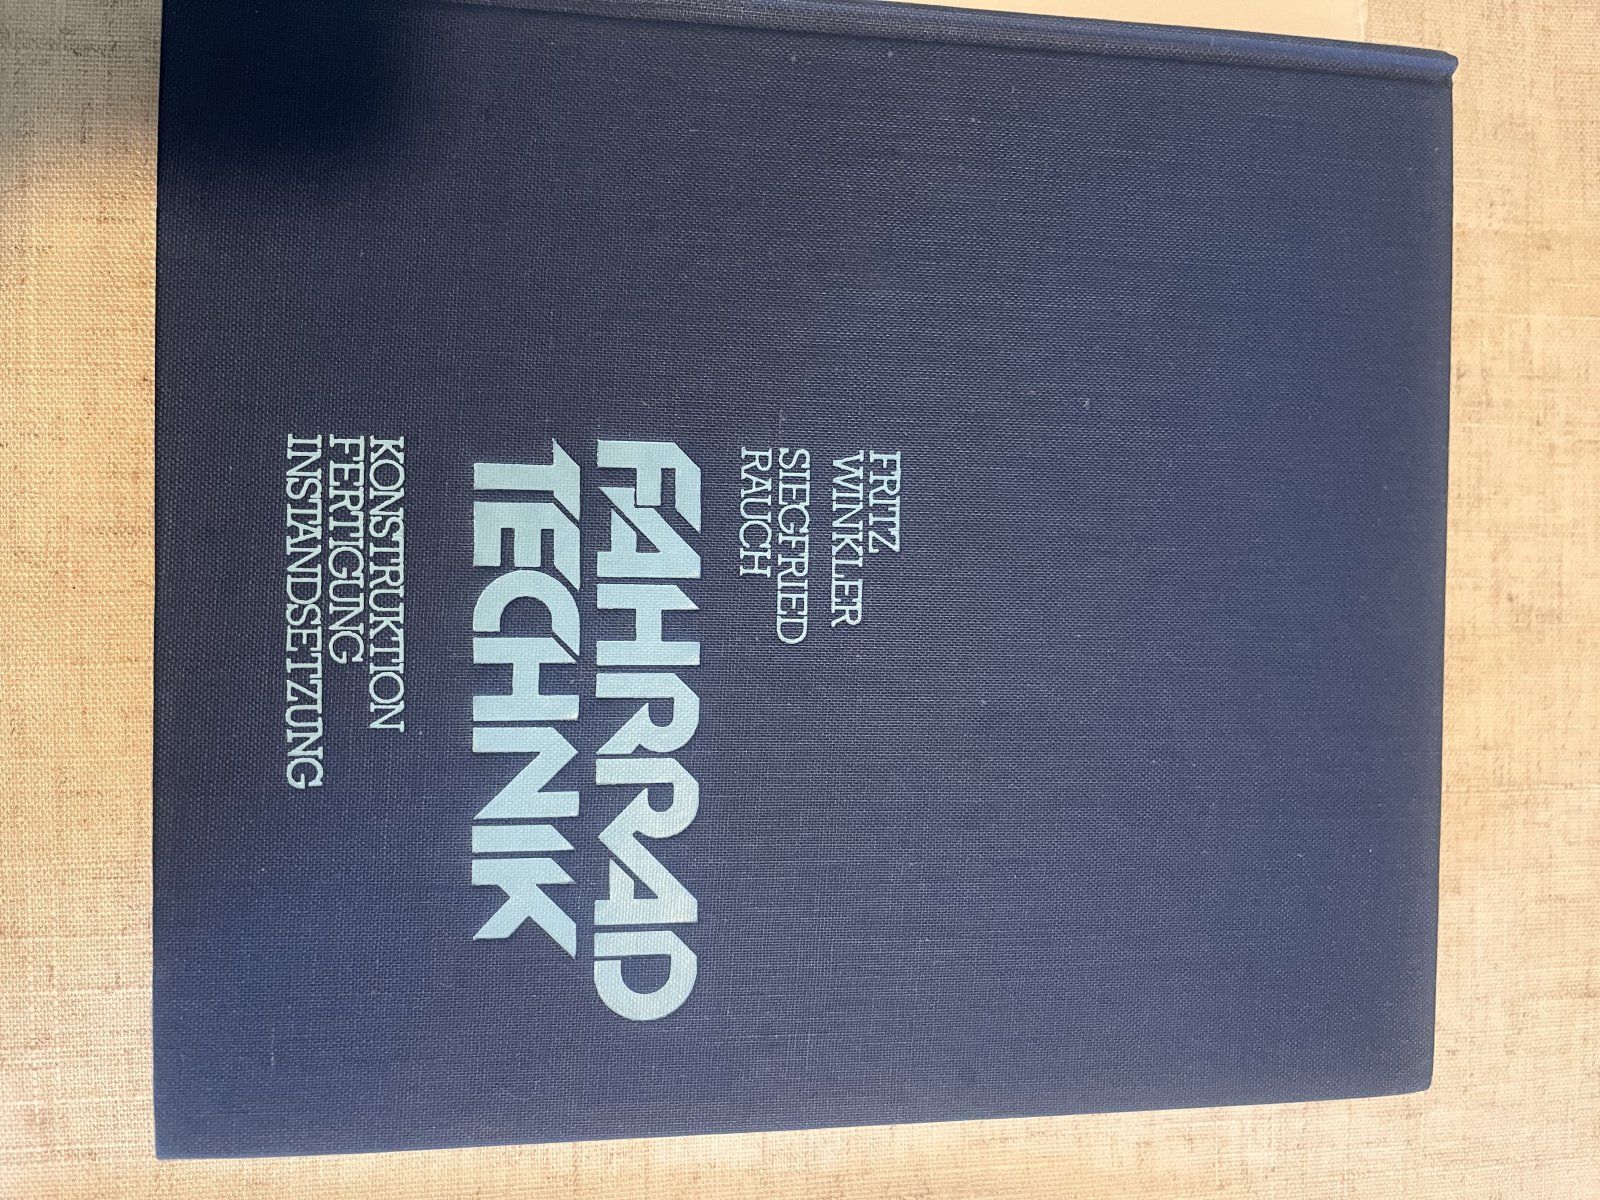 FRITZ
WINKLER
SIEGFRIED
RAUCH
FAHRRAD
TECHNIK
KONSTRUKTION
FERTIGUNG
INSTANDSETZUNG